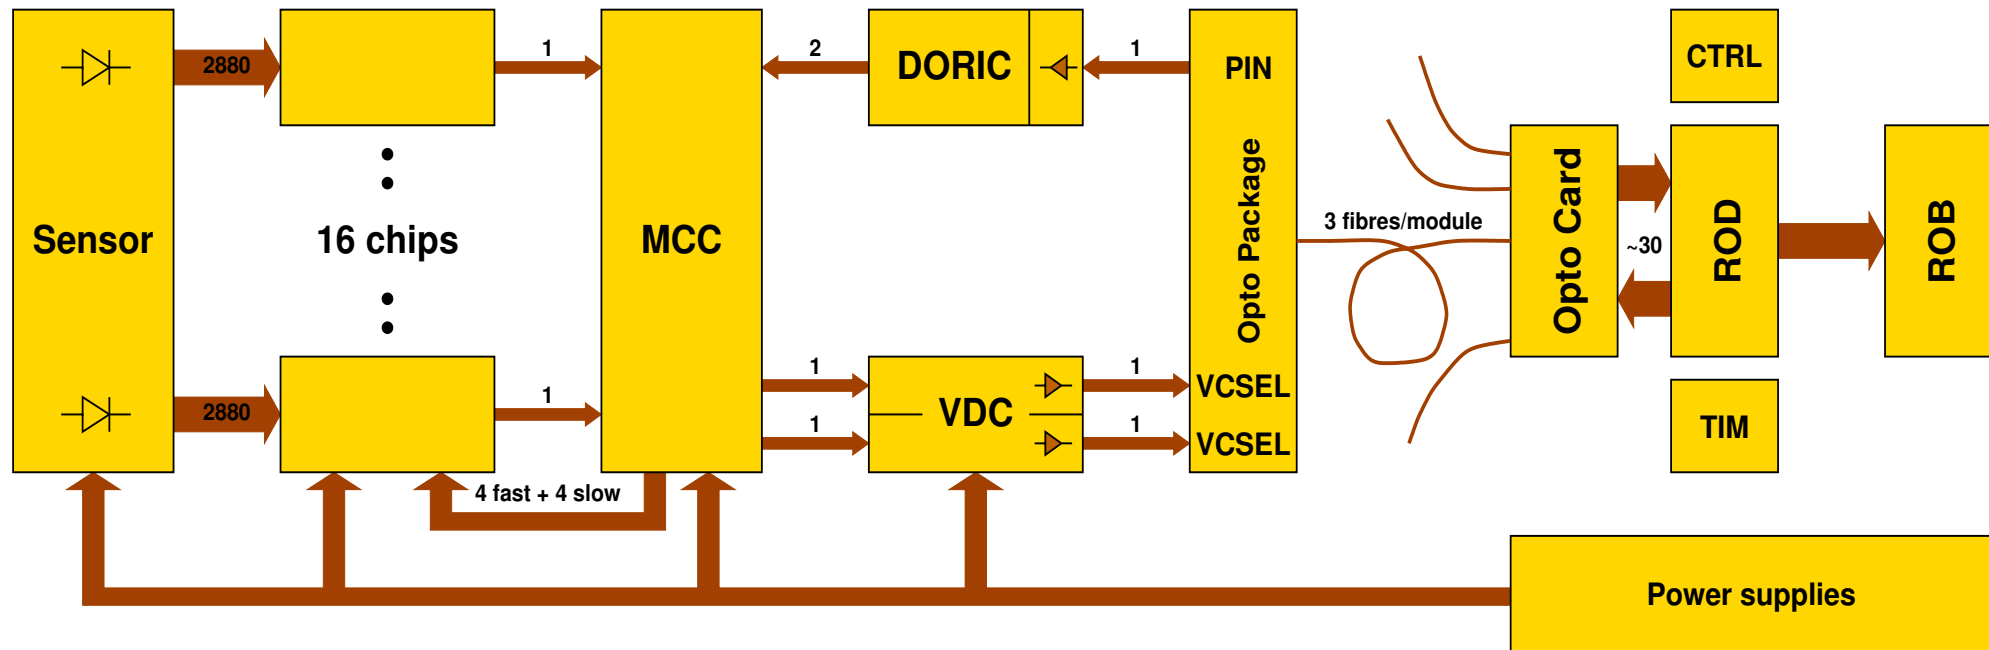 2880
1
2
DORIC
1
PIN
CTRL
Sensor
16 chips
MCC
Opto Package
3 fibres/module
Opto Card
~30
ROD
ROB
2880
1
1
1
VDC
1
1
VCSEL
VCSEL
TIM
4 fast + 4 slow
Power supplies